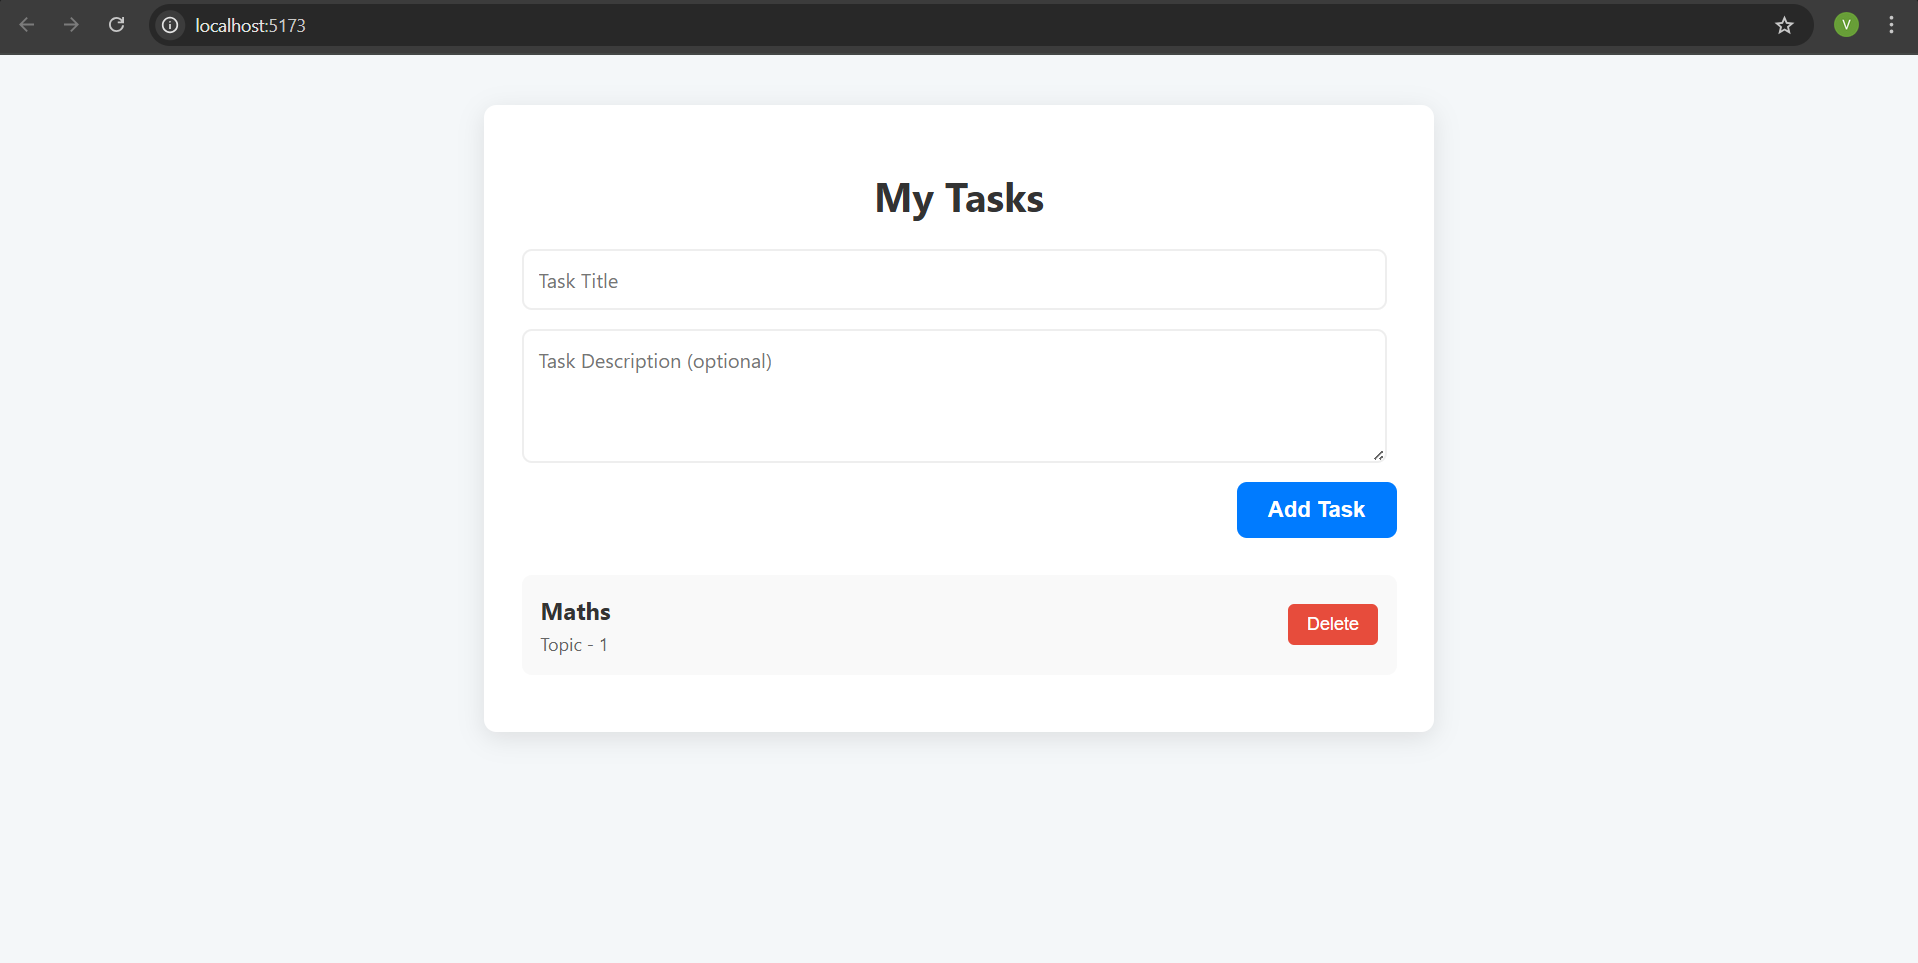 localhost:5173
V
My Tasks
Task Title
Task Description (optional)
Add Task
Maths
Topic - 1
Delete